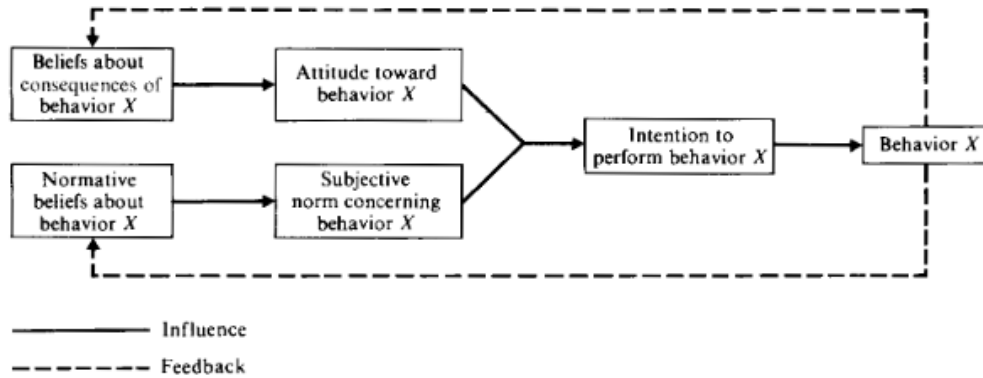 Beliefs about
consequences of
behavior X
Attitude toward
behavior X
Intention to
perform behavior X
Behavior X
Normative
beliefs about
behavior X
Subjective
norm concerning
behavior X
Influence
Feedback